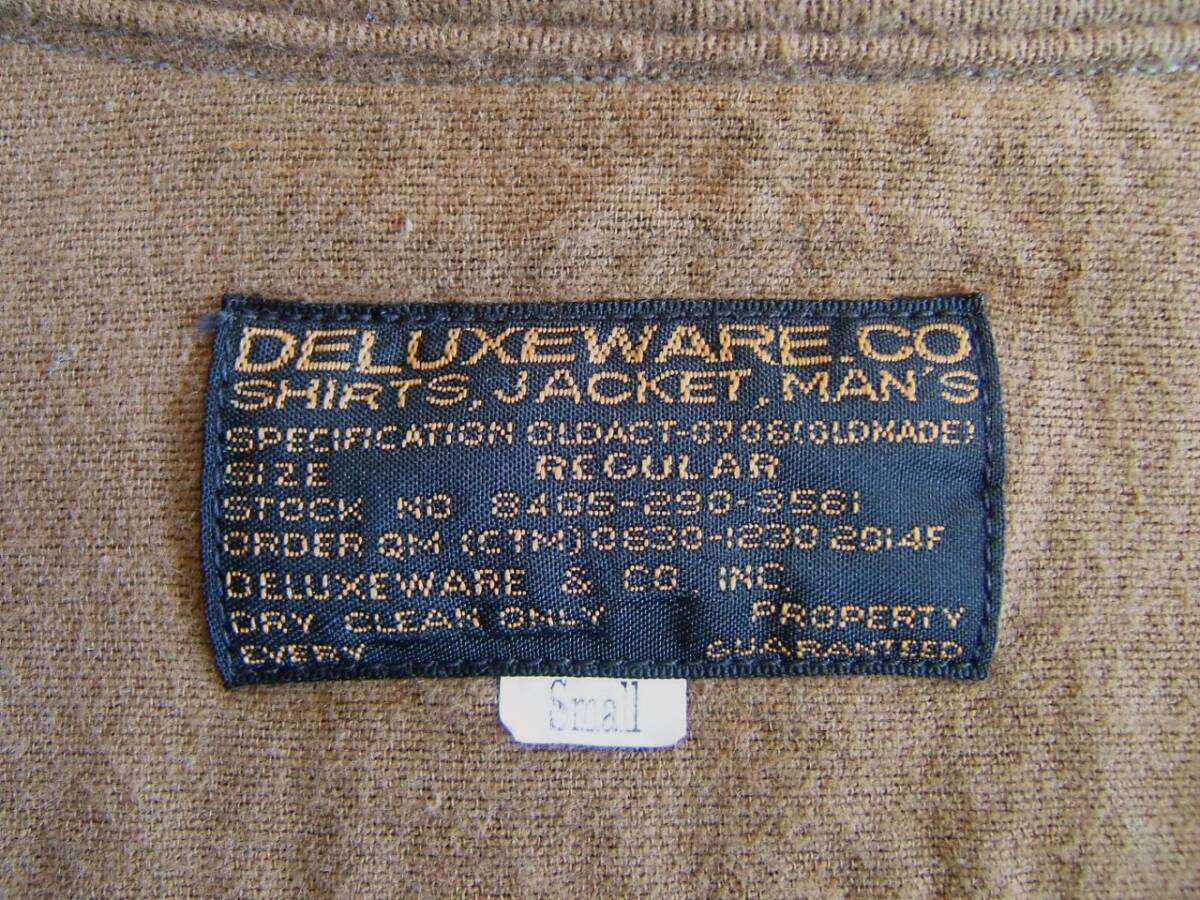 DELUXEWARE.CO
SHIRTS, JACKET, MAN'S
SPECIFICATION OLDACT-6706(OLDMADE)
SIZE REGULAR
STOCK NO 8405-290-3561
ORDER QM (CTM) 0630-1230 2014F
DELUXEWARE & CO. INC
DRY CLEAN ONLY PROPERTY
EVERY GUARANTEED
Small